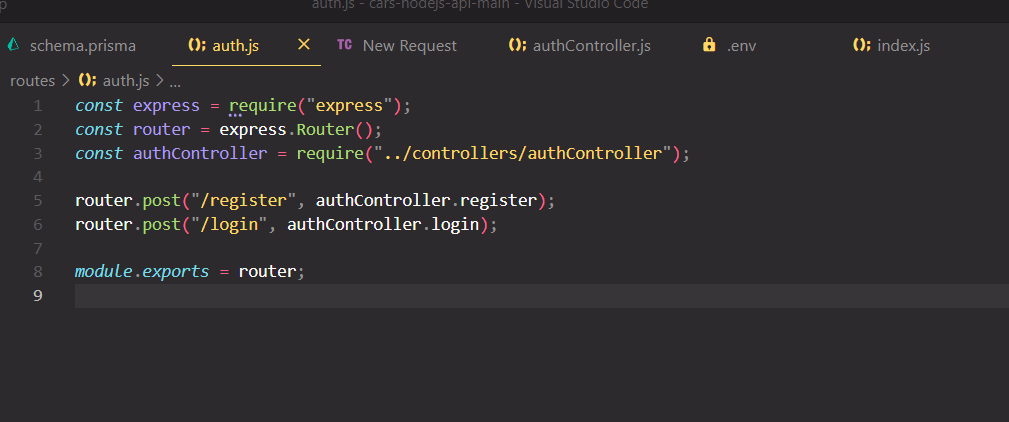 auth.js - cars-nodejs-api-main - Visual Studio Code
schema.prisma
auth.js
TC New Request
authController.js
.env
index.js
routes > auth.js > ...
1 const express = require("express");
2 const router = express.Router();
3 const authController = require("../controllers/authController");
4
5 router.post("/register", authController.register);
6 router.post("/login", authController.login);
7
8 module.exports = router;
9